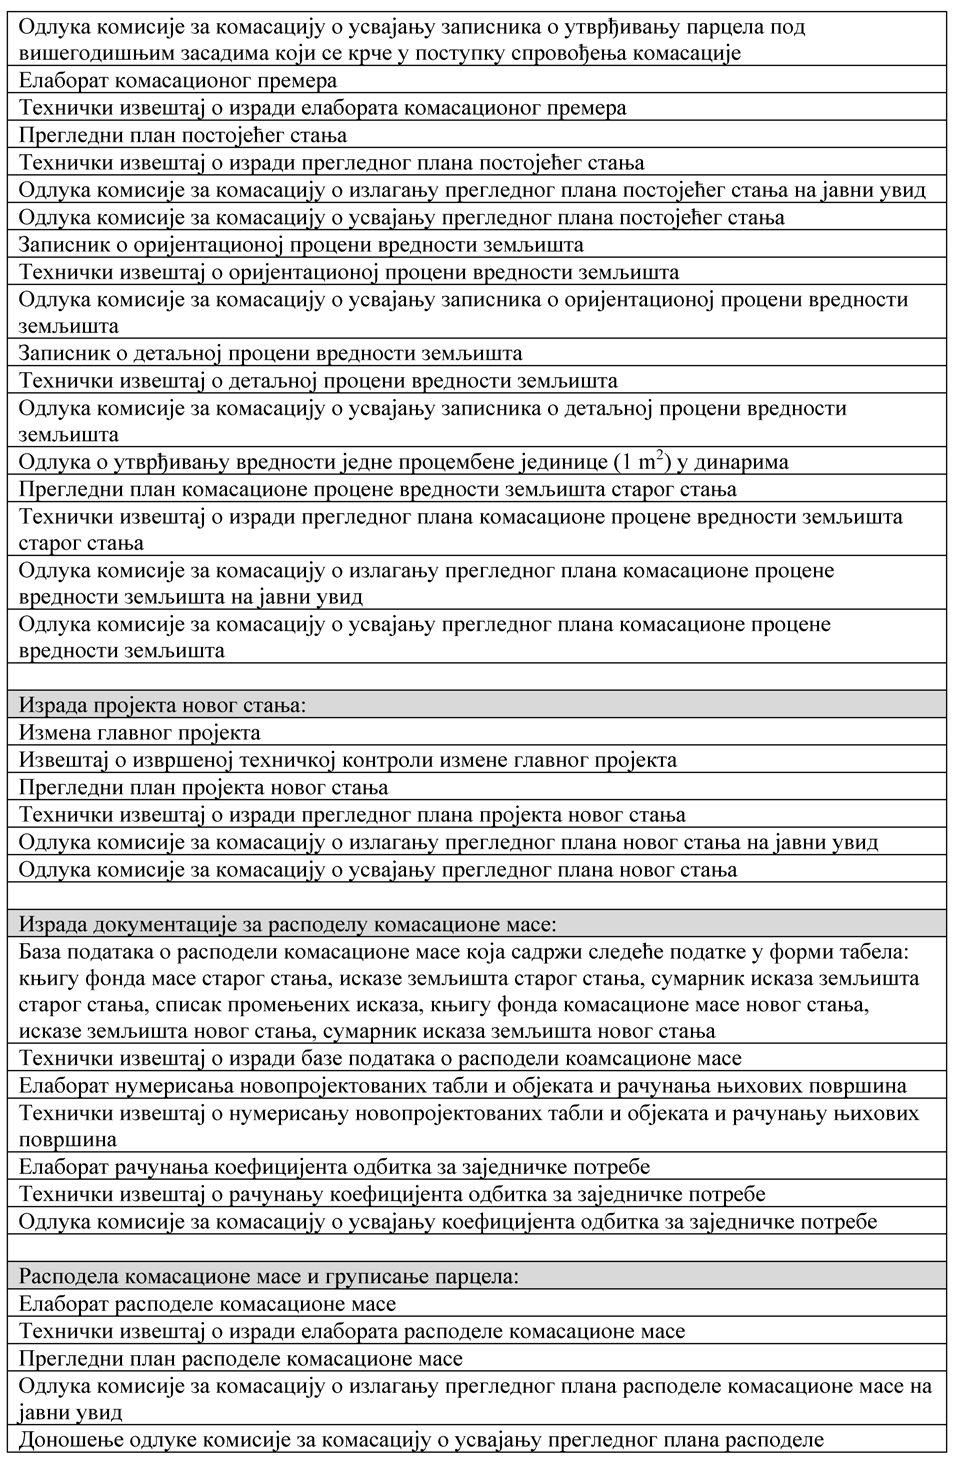 Одлука комисије за комасацију о усвајању записника о утврђивању парцела под
вишегодишњим засадима који се крче у поступку спровођења комасације
Елаборат комасационог премера
Технички извештај о изради елабората комасационог премера
Прегледни план постојећег стања
Технички извештај о изради прегледног плана постојећег стања
Одлука комисије за комасацију о излагању прегледног плана постојећег стања на јавни увид
Одлука комисије за комасацију о усвајању прегледног плана постојећег стања
Записник о оријентационој процени вредности земљишта
Технички извештај о оријентационој процени вредности земљишта
Одлука комисије за комасацију о усвајању записника о оријентационој процени вредности
земљишта
Записник о детаљној процени вредности земљишта
Технички извештај о детаљној процени вредности земљишта
Одлука комисије за комасацију о усвајању записника о детаљној процени вредности
земљишта
Одлука о утврђивању вредности једне процембене јединице (1 m²) у динарима
Прегледни план комасационе процене вредности земљишта старог стања
Технички извештај о изради прегледног плана комасационе процене вредности земљишта
старог стања
Одлука комисије за комасацију о излагању прегледног плана комасационе процене
вредности земљишта на јавни увид
Одлука комисије за комасацију о усвајању прегледног плана комасационе процене
вредности земљишта
Израда пројекта новог стања:
Измена главног пројекта
Извештај о извршеној техничкој контроли измене главног пројекта
Прегледни план пројекта новог стања
Технички извештај о изради прегледног плана пројекта новог стања
Одлука комисије за комасацију о излагању прегледног плана новог стања на јавни увид
Одлука комисије за комасацију о усвајању прегледног плана новог стања
Израда документације за расподелу комасационе масе:
База података о расподели комасационе масе која садржи следеће податке у форми табела:
књигу фонда масе старог стања, исказе земљишта старог стања, сумарник исказа земљишта
старог стања, списак промењених исказа, књигу фонда комасационе масе новог стања,
исказе земљишта новог стања, сумарник исказа земљишта новог стања
Технички извештај о изради базе података о расподели коамсационе масе
Елаборат нумерисања новопројектованих табли и објеката и рачунања њихових површина
Технички извештај о нумерисању новопројектованих табли и објеката и рачунању њихових
површина
Елаборат рачунања коефицијента одбитка за заједничке потребе
Технички извештај о рачунању коефицијента одбитка за заједничке потребе
Одлука комисије за комасацију о усвајању коефицијента одбитка за заједничке потребе
Расподела комасационе масе и груписање парцела:
Елаборат расподеле комасационе масе
Технички извештај о изради елабората расподеле комасационе масе
Прегледни план расподеле комасационе масе
Одлука комисије за комасацију о излагању прегледног плана расподеле комасационе масе на
јавни увид
Доношење одлуке комисије за комасацију о усвајању прегледног плана расподеле